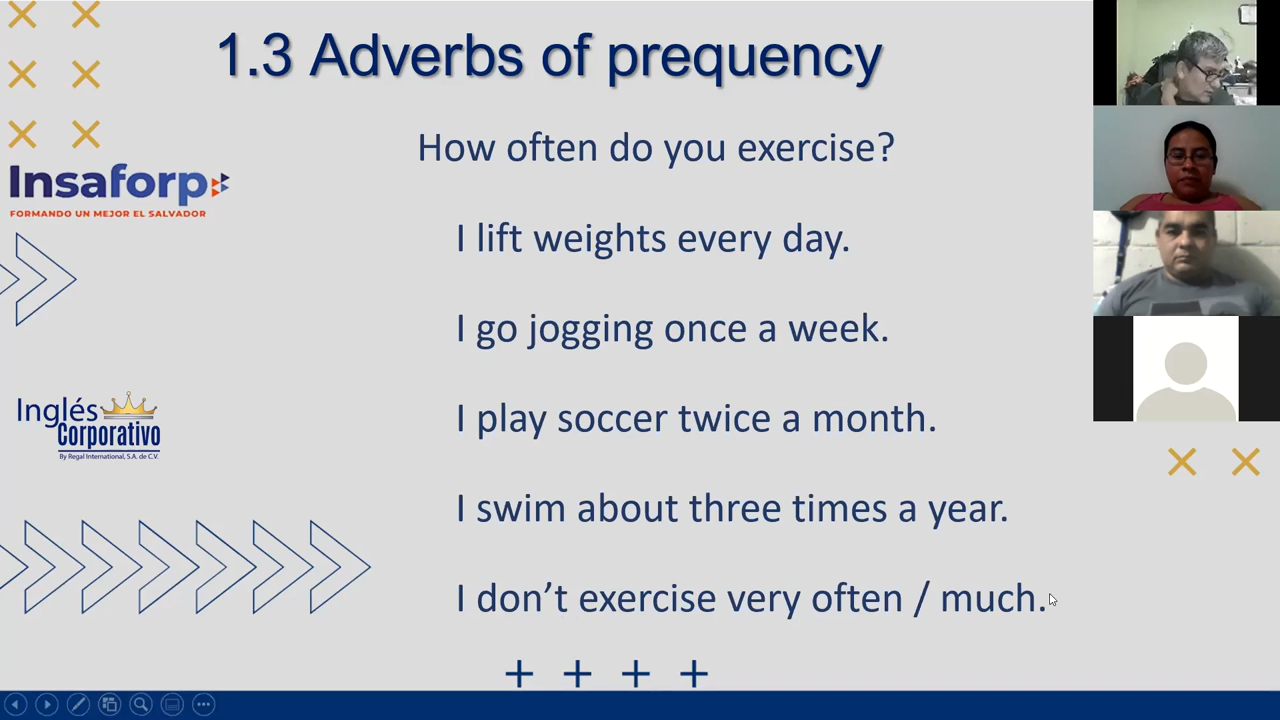 1.3 Adverbs of prequency
How often do you exercise?
Insaforp
FORMANDO UN MEJOR EL SALVADOR
I lift weights every day.
I go jogging once a week.
Inglés
Corporativo
By Regal International, S.A. de C.V.
I play soccer twice a month.
I swim about three times a year.
I don’t exercise very often / much.